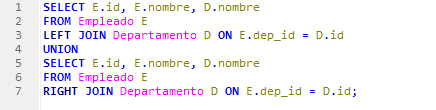 1 SELECT E.id, E.nombre, D.nombre
2 FROM Empleado E
3 LEFT JOIN Departamento D ON E.dep_id = D.id
4 UNION
5 SELECT E.id, E.nombre, D.nombre
6 FROM Empleado E
7 RIGHT JOIN Departamento D ON E.dep_id = D.id;